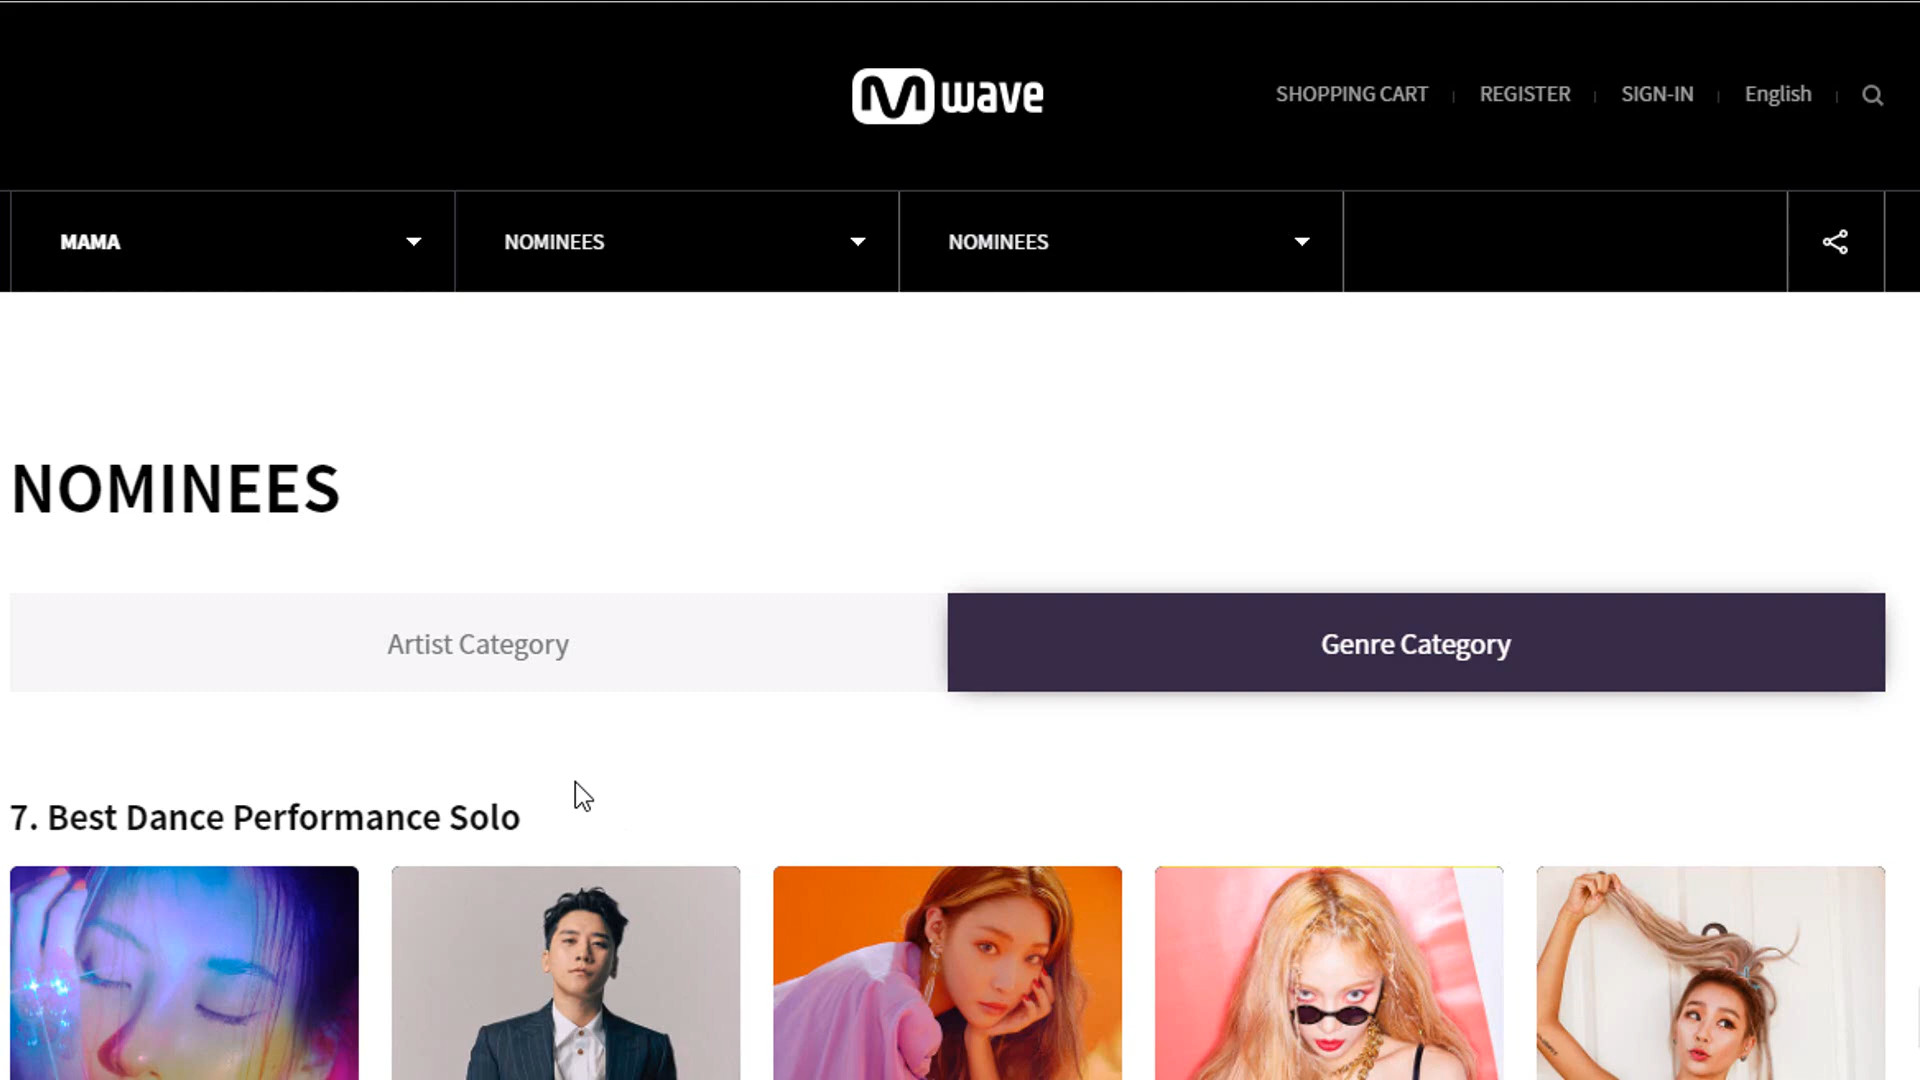 M wave
SHOPPING CART
REGISTER
SIGN-IN
English
MAMA
NOMINEES
NOMINEES
NOMINEES
Artist Category
Genre Category
7. Best Dance Performance Solo